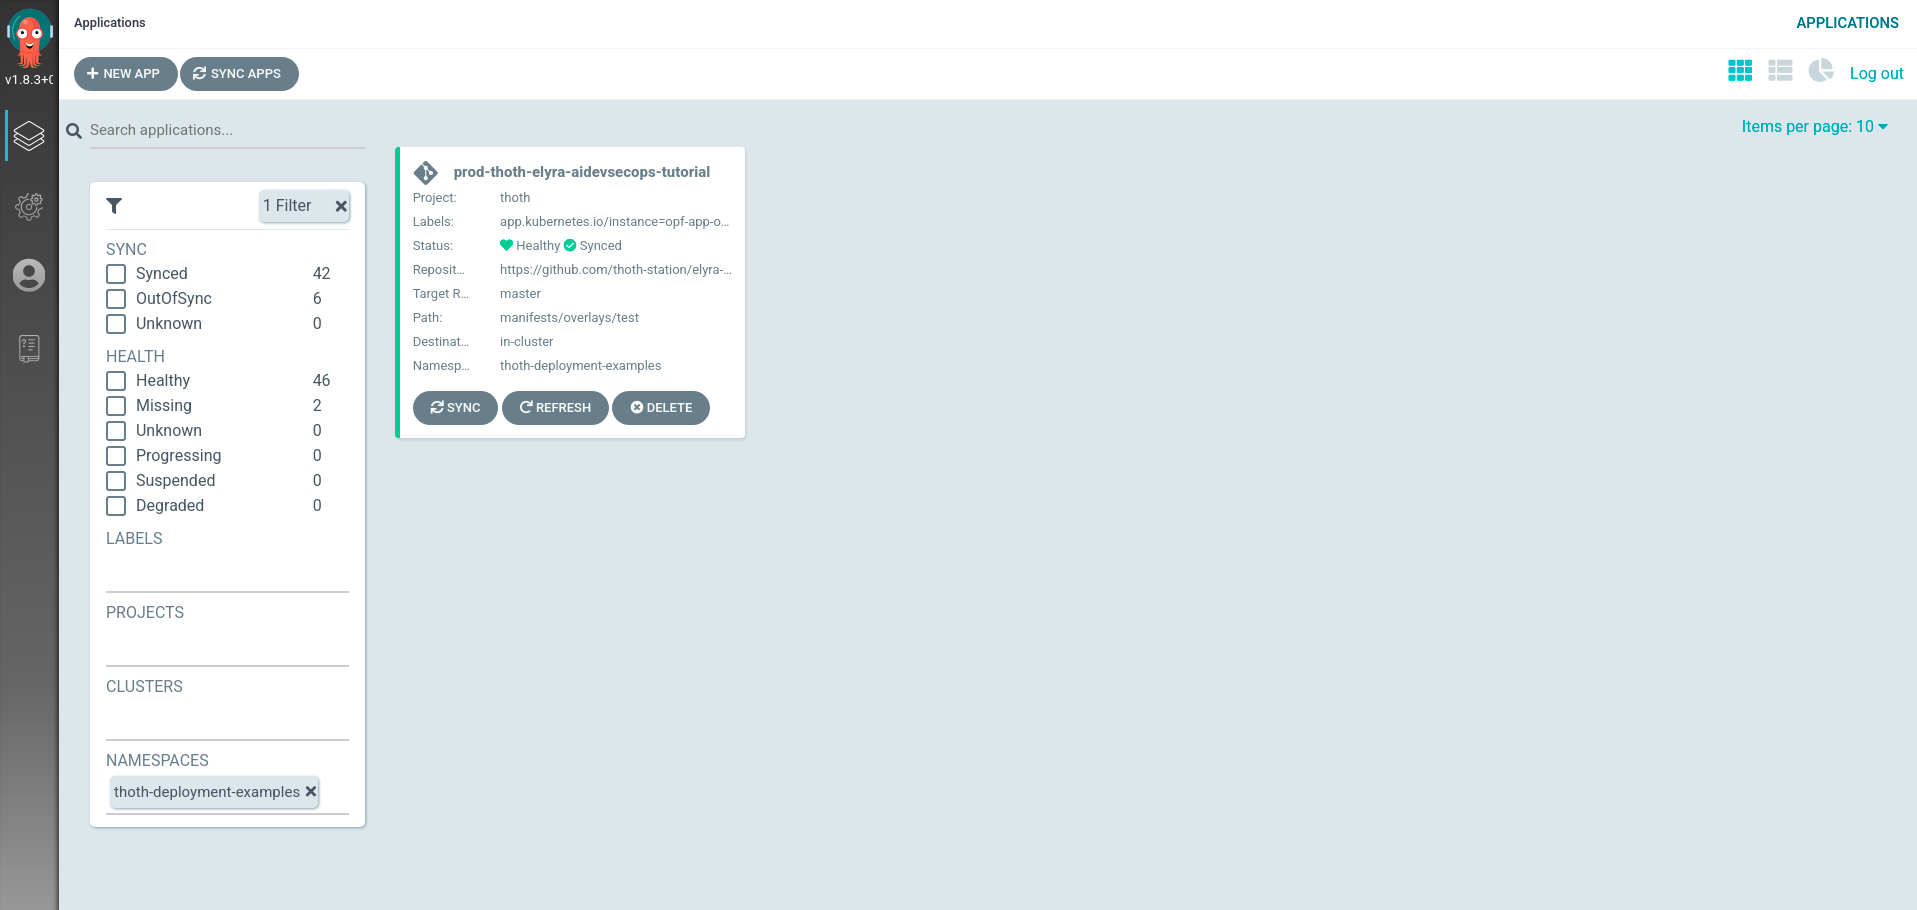 Applications
APPLICATIONS
v1.8.3+0
NEW APP
SYNC APPS
Log out
Search applications...
Items per page: 10
1 Filter
SYNC
Synced 42
OutOfSync 6
Unknown 0
HEALTH
Healthy 46
Missing 2
Unknown 0
Progressing 0
Suspended 0
Degraded 0
LABELS
PROJECTS
CLUSTERS
NAMESPACES
thoth-deployment-examples
prod-thoth-elyra-aidevsecops-tutorial
Project: thoth
Labels: app.kubernetes.io/instance=opf-app-o...
Status: Healthy Synced
Reposit... https://github.com/thoth-station/elyra-...
Target R... master
Path: manifests/overlays/test
Destinat... in-cluster
Namesp... thoth-deployment-examples
SYNC REFRESH DELETE